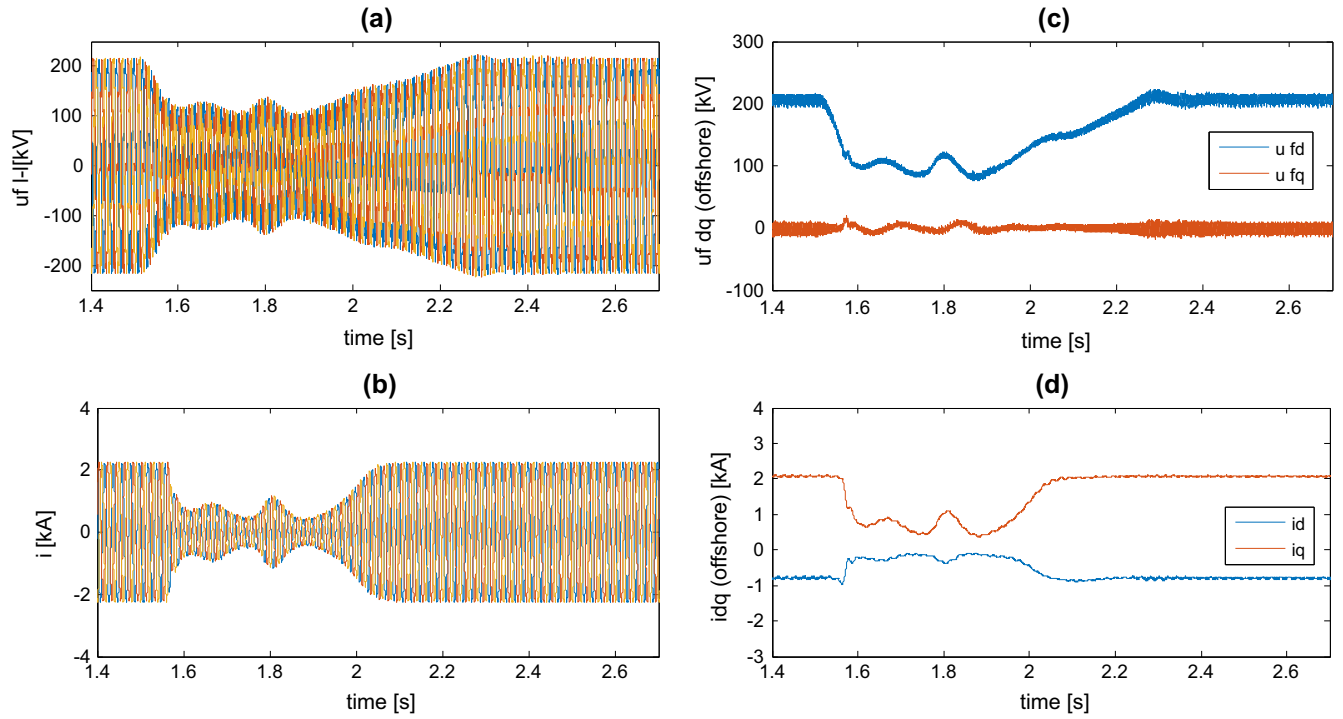 (a)
uf l-l[kV]
200
100
0
-100
-200
1.4 1.6 1.8 2 2.2 2.4 2.6
time [s]
(c)
uf dq (offshore) [kV]
300
200
100
0
-100
u fd
u fq
1.4 1.6 1.8 2 2.2 2.4 2.6
time [s]
(b)
i [kA]
4
2
0
-2
-4
1.4 1.6 1.8 2 2.2 2.4 2.6
time [s]
(d)
idq (offshore) [kA]
4
3
2
1
0
-1
-2
-3
id
iq
1.4 1.6 1.8 2 2.2 2.4 2.6
time [s]